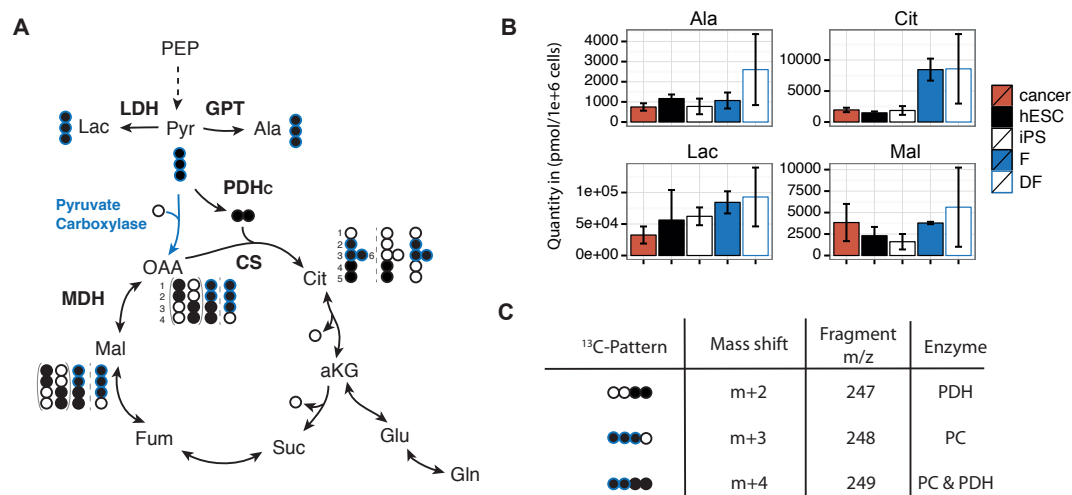 A
PEP
LDH GPT
Lac Pyr Ala
PDHc
Pyruvate
Carboxylase
OAA
CS
1
2
3
4
1
2
3 6
4
5
Cit
MDH
Mal
aKG
Fum
Suc
Glu
Gln
B
Quantity in (pmol/1e+6 cells)
Ala
4000
3000
2000
1000
0
Cit
10000
5000
0
Lac
1e+05
5e+04
0e+00
Mal
10000
7500
5000
2500
0
cancer
hESC
iPS
F
DF
C
¹³C-Pattern Mass shift Fragment m/z Enzyme
m+2 247 PDH
m+3 248 PC
m+4 249 PC & PDH